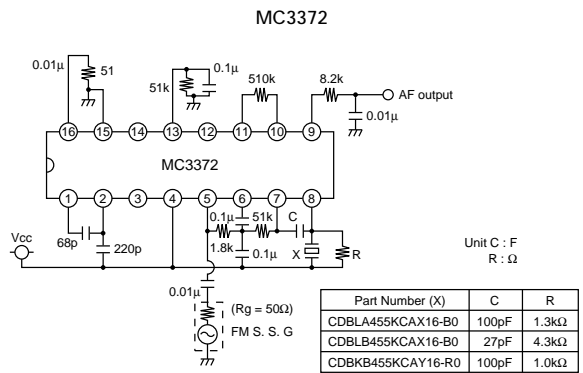 MC3372
0.01μ
51
51k
0.1μ
510k
8.2k
AF output
0.01μ
16 15 14 13 12 11 10 9
MC3372
1 2 3 4 5 6 7 8
Vcc
68p
220p
0.1μ
51k
C
1.8k
0.1μ
X
R
0.01μ
(Rg = 50Ω)
FM S. S. G
Unit C : F
R : Ω
Part Number (X) C R
CDBLA455KCAX16-B0 100pF 1.3kΩ
CDBLB455KCAX16-B0 27pF 4.3kΩ
CDBKB455KCAY16-R0 100pF 1.0kΩ